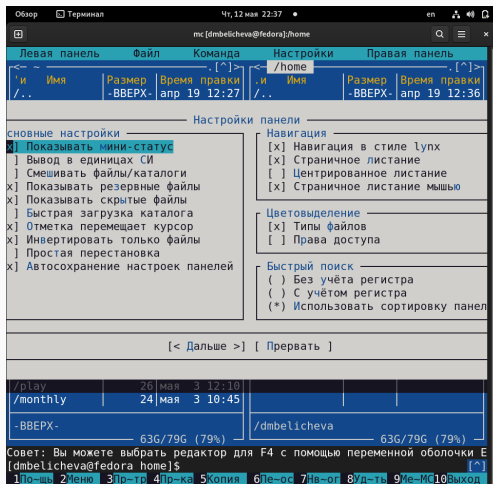 Обзор Терминал Чт, 12 мая 22:37 en
mc [dmbelicheva@fedora]:/home
Левая панель Файл Команда Настройки Правая панель
<— ~ .[^]> <— /home .[^]>
'и Имя Размер Время правки .и Имя Размер Время правки
/.. -ВВЕРХ- апр 19 12:27 /.. -ВВЕРХ- апр 19 12:36
Настройки панели
сновные настройки
x] Показывать мини-статус
] Вывод в единицах СИ
] Смешивать файлы/каталоги
x] Показывать резервные файлы
x] Показывать скрытые файлы
] Быстрая загрузка каталога
x] Отметка перемещает курсор
x] Инвертировать только файлы
] Простая перестановка
x] Автосохранение настроек панелей
Навигация
[x] Навигация в стиле lynx
[x] Страничное листание
[ ] Центрированное листание
[x] Страничное листание мышью
Цветовыделение
[x] Типы файлов
[ ] Права доступа
Быстрый поиск
( ) Без учёта регистра
( ) С учётом регистра
(*) Использовать сортировку панел
[< Дальше >] [ Прервать ]
/play 26 мая 3 12:10
/monthly 24 мая 3 10:45
-ВВЕРХ- /dmbelicheva
63G/79G (79%) 63G/79G (79%)
Совет: Вы можете выбрать редактор для F4 с помощью переменной оболочки E
[dmbelicheva@fedora home]$ [^]
1По~щь 2Меню 3Пр~тр 4Пр~ка 5Копия 6Пе~ос 7Нв~ог 8Уд~ть 9Ме~MC 10Выход